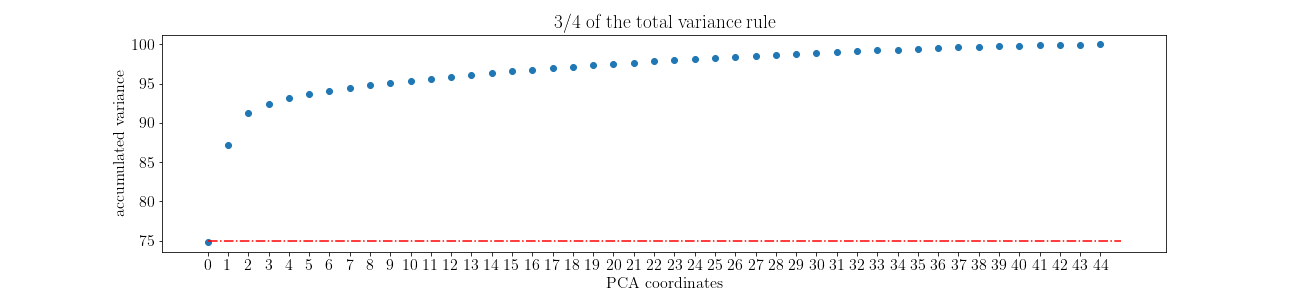 3/4 of the total variance rule
accumulated variance
100
95
90
85
80
75
0 1 2 3 4 5 6 7 8 9 10 11 12 13 14 15 16 17 18 19 20 21 22 23 24 25 26 27 28 29 30 31 32 33 34 35 36 37 38 39 40 41 42 43 44
PCA coordinates